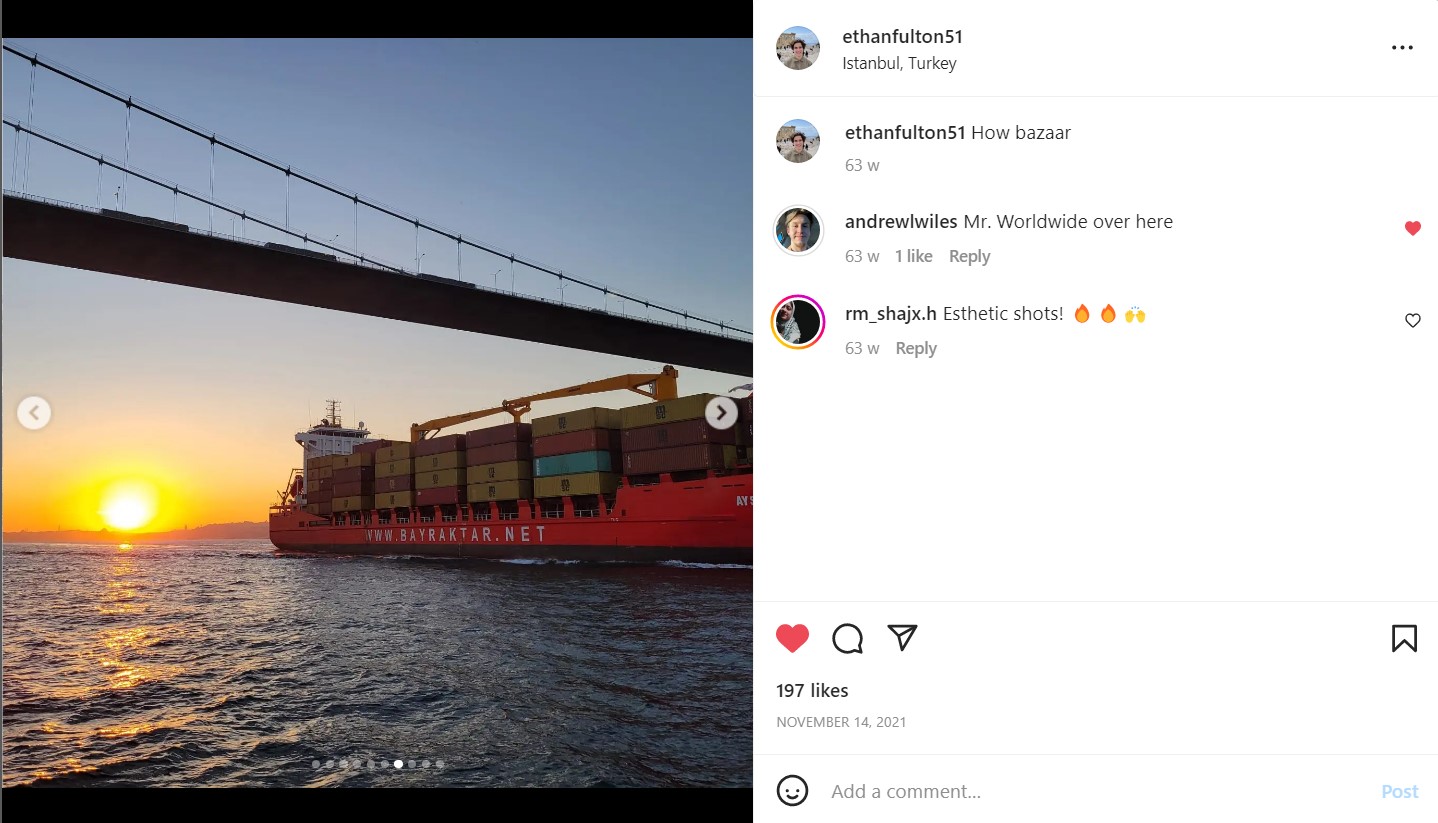 WWW.BAYRAKTAR.NET
ethanfulton51
Istanbul, Turkey
ethanfulton51 How bazaar
63 w
andrewlwiles Mr. Worldwide over here
63 w 1 like Reply
rm_shajx.h Esthetic shots! 🔥 🔥 🙌
63 w Reply
197 likes
NOVEMBER 14, 2021
Add a comment...
Post